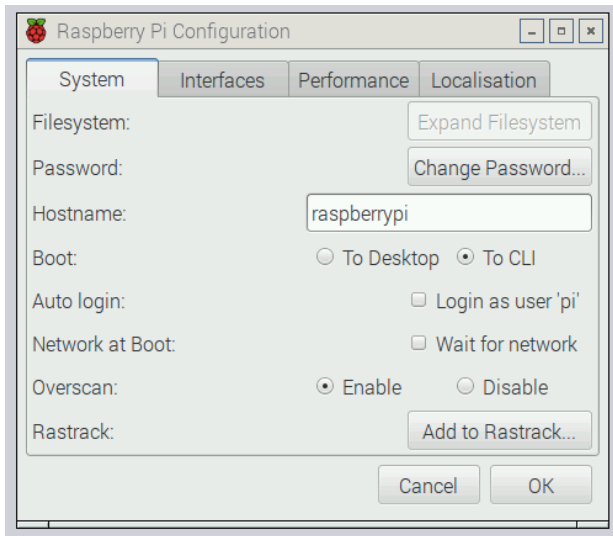 Raspberry Pi Configuration
System Interfaces Performance Localisation
Filesystem: Expand Filesystem
Password: Change Password...
Hostname: raspberrypi
Boot: To Desktop To CLI
Auto login: Login as user 'pi'
Network at Boot: Wait for network
Overscan: Enable Disable
Rastrack: Add to Rastrack...
Cancel OK